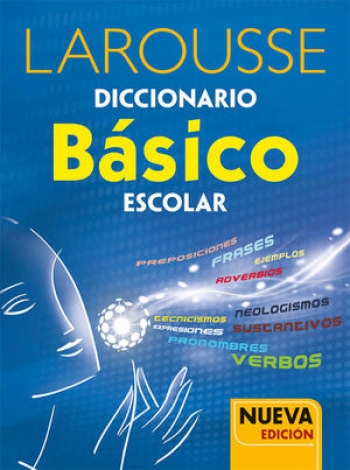 LAROUSSE
DICCIONARIO
Básico
ESCOLAR
PREPOSICIONES
FRASES
EJEMPLOS
ADVERBIOS
NEOLOGISMOS
TECNICISMOS
SUSTANTIVOS
EXPRESIONES
PRONOMBRES
VERBOS
NUEVA
EDICIÓN